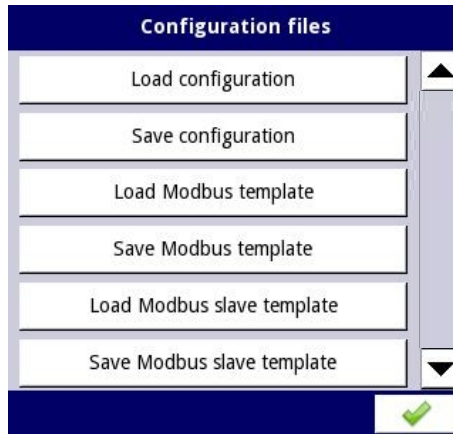 Configuration files
Load configuration
Save configuration
Load Modbus template
Save Modbus template
Load Modbus slave template
Save Modbus slave template